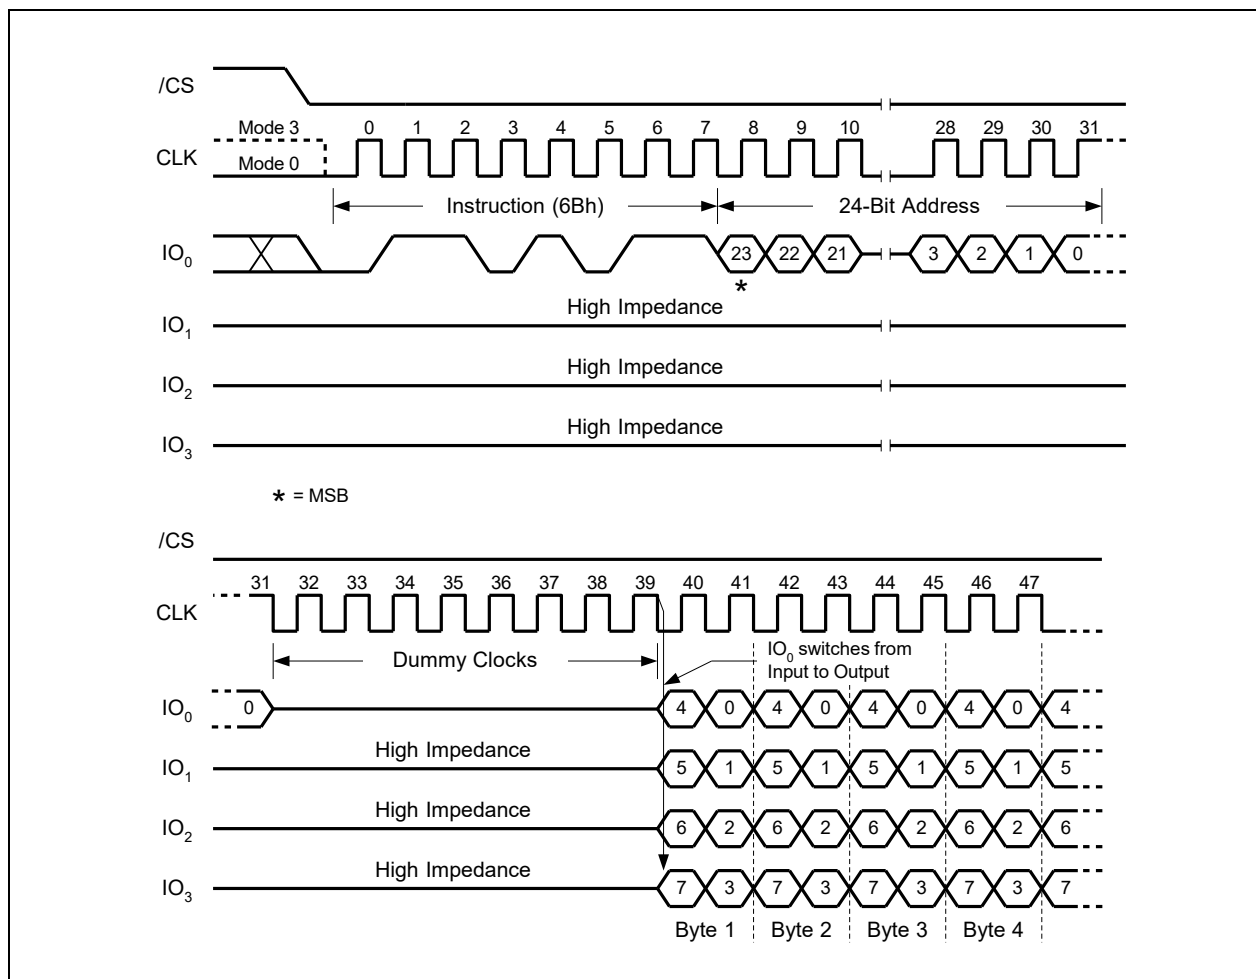 /CS
Mode 3
0 1 2 3 4 5 6 7 8 9 10 28 29 30 31
CLK
Mode 0
Instruction (6Bh)
24-Bit Address
IO0
23 22 21 3 2 1 0
*
High Impedance
IO1
High Impedance
IO2
High Impedance
IO3
* = MSB
/CS
31 32 33 34 35 36 37 38 39 40 41 42 43 44 45 46 47
CLK
Dummy Clocks
IO0 switches from
Input to Output
IO0
0 4 0 4 0 4 0 4 0 4
High Impedance
IO1
5 1 5 1 5 1 5 1 5
High Impedance
IO2
6 2 6 2 6 2 6 2 6
High Impedance
IO3
7 3 7 3 7 3 7 3 7
Byte 1 Byte 2 Byte 3 Byte 4